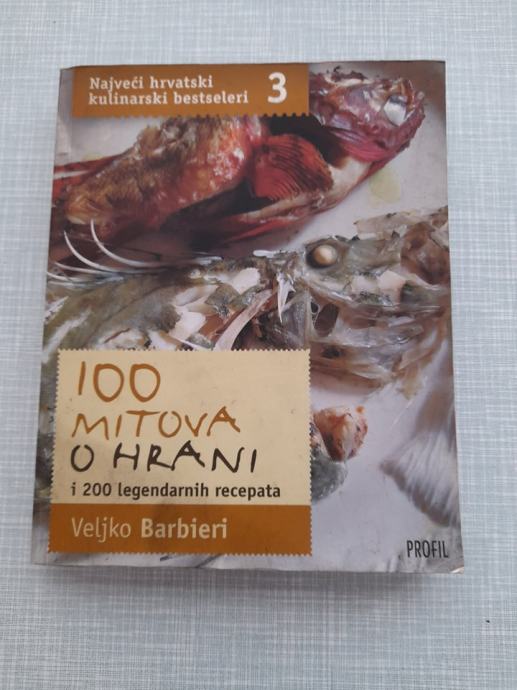 Najveći hrvatski
kulinarski bestseleri 3
100
MITOVA
O HRANI
i 200 legendarnih recepata
Veljko Barbieri
PROFIL